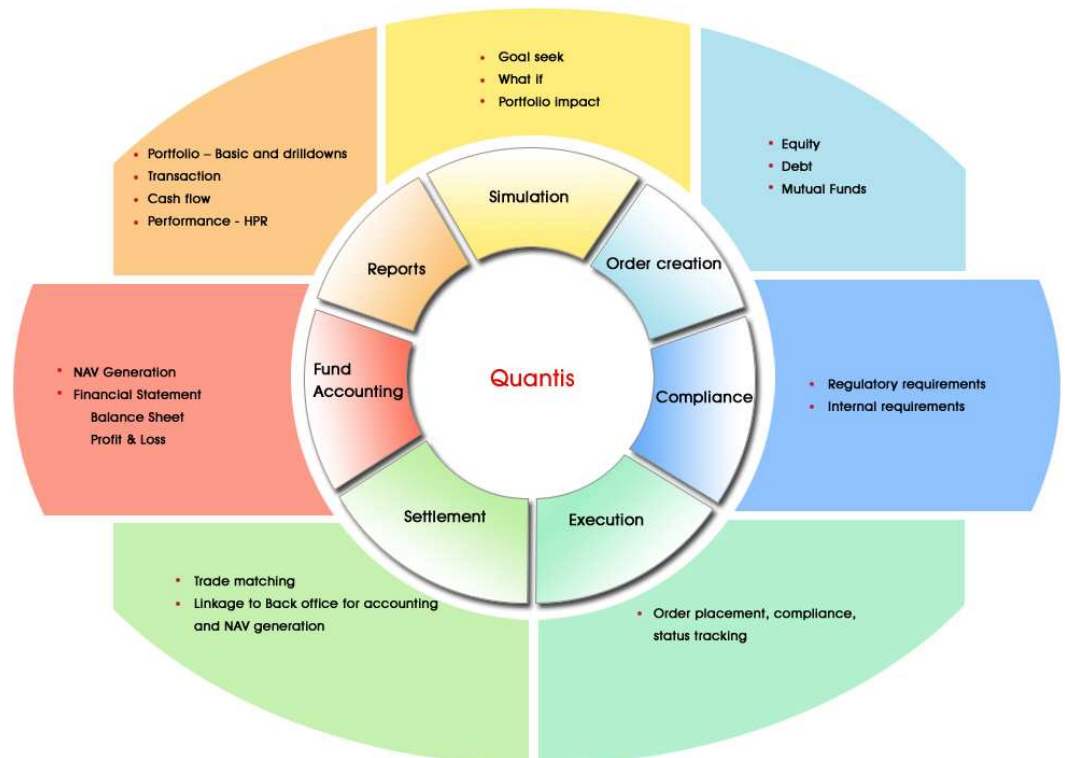 • Goal seek
• What if
• Portfolio impact
Simulation
• Equity
• Debt
• Mutual Funds
Order creation
• Regulatory requirements
• Internal requirements
Compliance
• Order placement, compliance,
status tracking
Execution
• Trade matching
• Linkage to Back office for accounting
and NAV generation
Settlement
• NAV Generation
• Financial Statement
Balance Sheet
Profit & Loss
Fund
Accounting
• Portfolio – Basic and drilldowns
• Transaction
• Cash flow
• Performance - HPR
Reports
Quantis